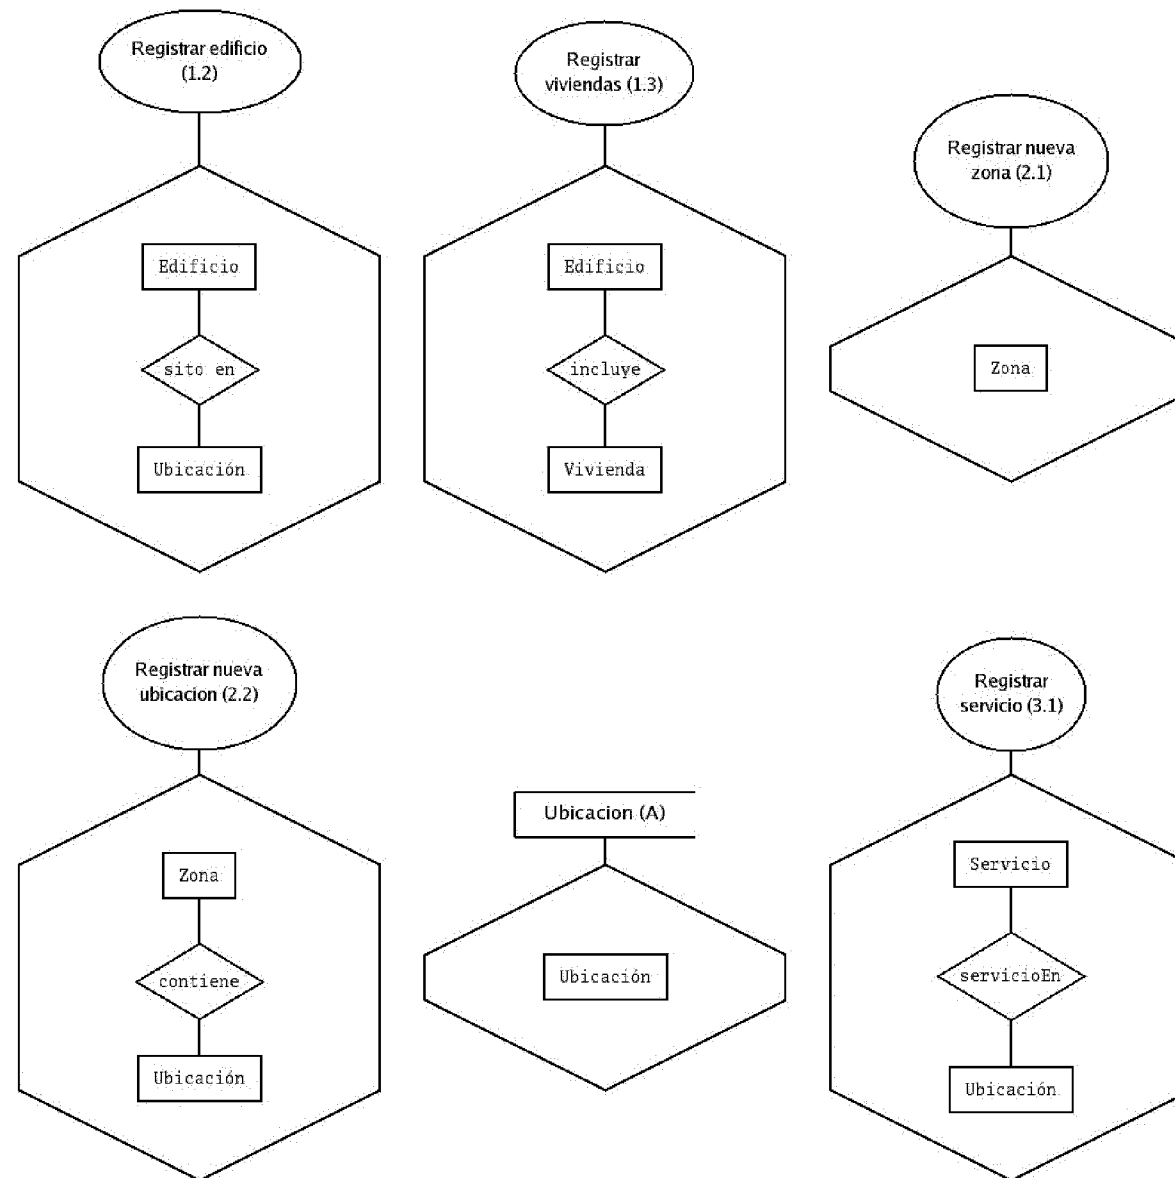 Registrar edificio
(1.2)
Edificio
sito en
Ubicación
Registrar
viviendas (1.3)
Edificio
incluye
Vivienda
Registrar nueva
zona (2.1)
Zona
Registrar nueva
ubicacion (2.2)
Zona
contiene
Ubicación
Ubicacion (A)
Ubicación
Registrar
servicio (3.1)
Servicio
servicioEn
Ubicación